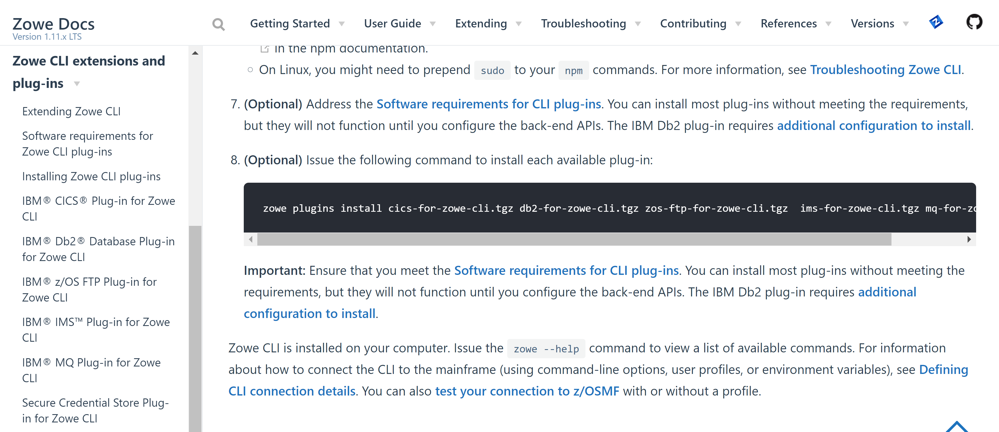 Zowe Docs
Version 1.11.x LTS
Getting Started
User Guide
Extending
Troubleshooting
Contributing
References
Versions
Zowe CLI extensions and
plug-ins
Extending Zowe CLI
Software requirements for
Zowe CLI plug-ins
Installing Zowe CLI plug-ins
IBM® CICS® Plug-in for Zowe
CLI
IBM® Db2® Database Plug-in
for Zowe CLI
IBM® z/OS FTP Plug-in for
Zowe CLI
IBM® IMS™ Plug-in for Zowe
CLI
IBM® MQ Plug-in for Zowe
CLI
Secure Credential Store Plug-
in for Zowe CLI
in the npm documentation.
On Linux, you might need to prepend sudo to your npm commands. For more information, see Troubleshooting Zowe CLI.
7. (Optional) Address the Software requirements for CLI plug-ins. You can install most plug-ins without meeting the requirements,
but they will not function until you configure the back-end APIs. The IBM Db2 plug-in requires additional configuration to install.
8. (Optional) Issue the following command to install each available plug-in:
zowe plugins install cics-for-zowe-cli.tgz db2-for-zowe-cli.tgz zos-ftp-for-zowe-cli.tgz  ims-for-zowe-cli.tgz mq-for-zo
Important: Ensure that you meet the Software requirements for CLI plug-ins. You can install most plug-ins without meeting the
requirements, but they will not function until you configure the back-end APIs. The IBM Db2 plug-in requires additional
configuration to install.
Zowe CLI is installed on your computer. Issue the zowe --help command to view a list of available commands. For information
about how to connect the CLI to the mainframe (using command-line options, user profiles, or environment variables), see Defining
CLI connection details. You can also test your connection to z/OSMF with or without a profile.